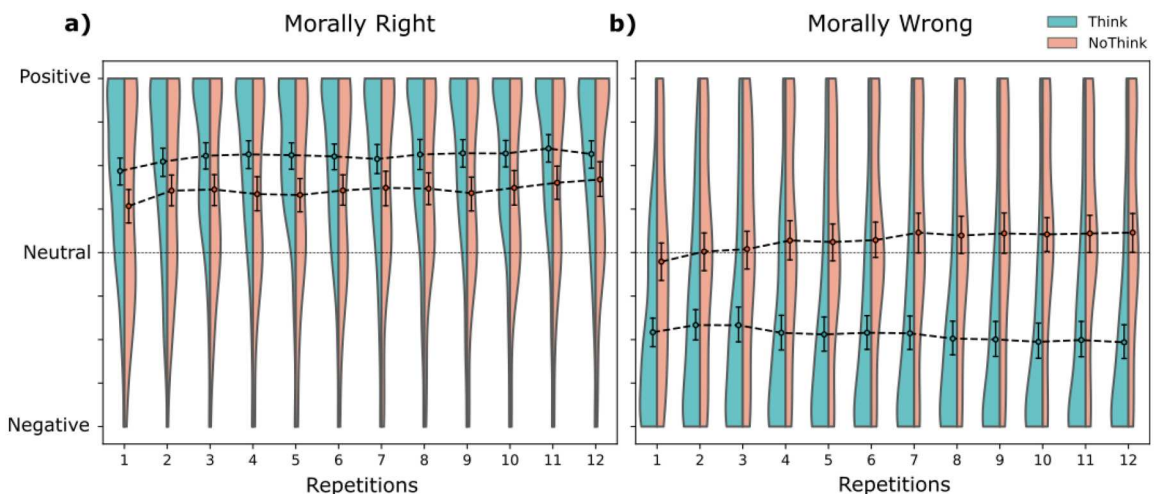 a) Morally Right
b) Morally Wrong
Think
NoThink
Positive
Neutral
Negative
1 2 3 4 5 6 7 8 9 10 11 12
Repetitions
1 2 3 4 5 6 7 8 9 10 11 12
Repetitions